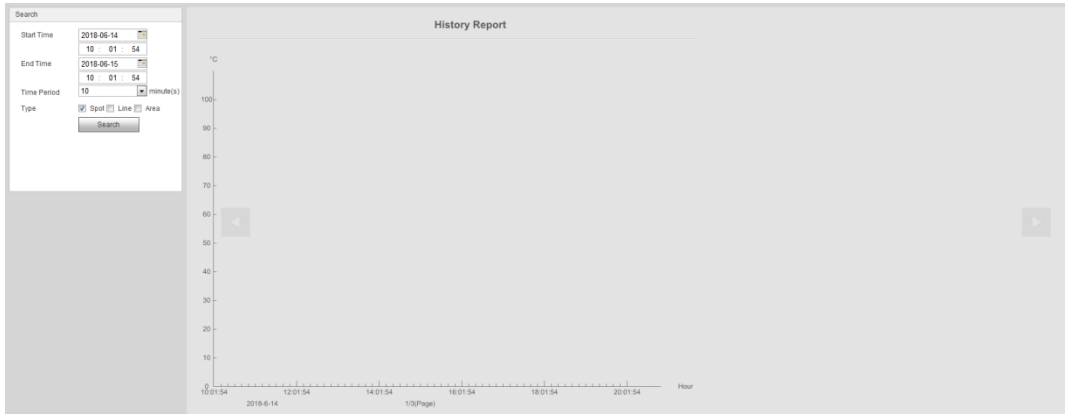 Search
Start Time 2018-06-14
10 : 01 : 54
End Time 2018-06-15
10 : 01 : 54
Time Period 10 minute(s)
Type Spot Line Area
Search
History Report
°C
100
90
80
70
60
50
40
30
20
10
0
10:01:54 12:01:54 14:01:54 16:01:54 18:01:54 20:01:54 Hour
2018-6-14 1/3(Page)